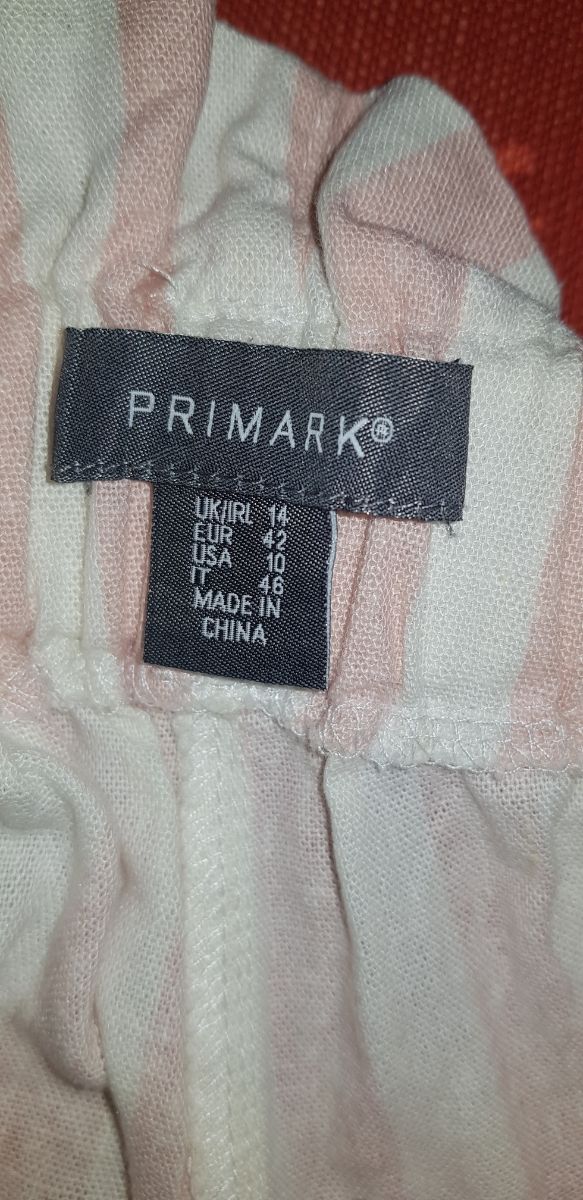 PRIMARK®
UK/IRL 14
EUR 42
USA 10
IT 46
MADE IN
CHINA